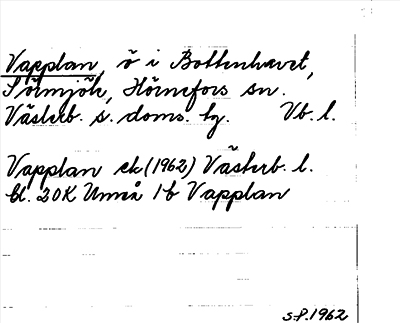 Vapplan, ö i Bottenhavet,
Sörmjöle, Hörnefors sn.
Västerb. s. doms. tg. Vb. l.
Vapplan ek (1962) Västerb. l.
bl. 20K Umeå 1b Vapplan
S.P. 1962